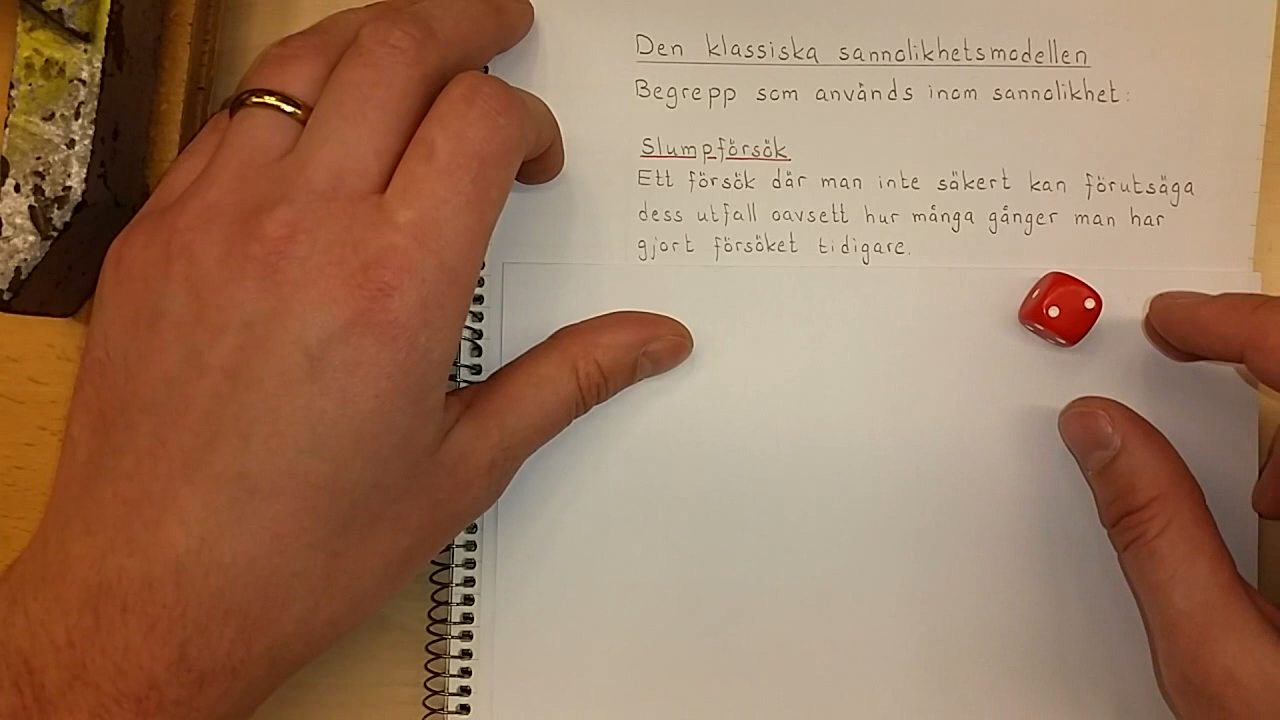 Den klassiska sannolikhetsmodellen
Begrepp som används inom sannolikhet:
Slumpförsök
Ett försök där man inte säkert kan förutsäga
dess utfall oavsett hur många gånger man har
gjort försöket tidigare.